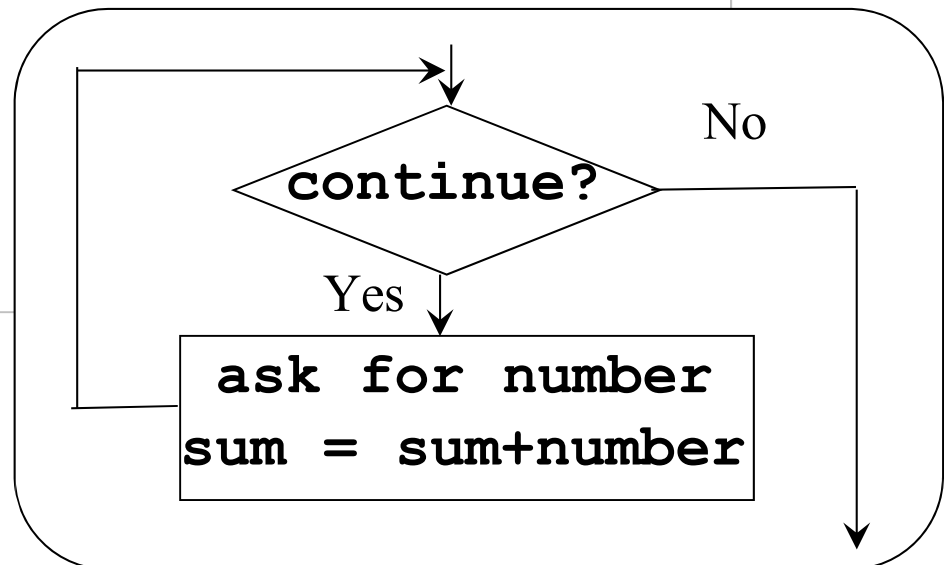 No
continue?
Yes
ask for number
sum = sum+number